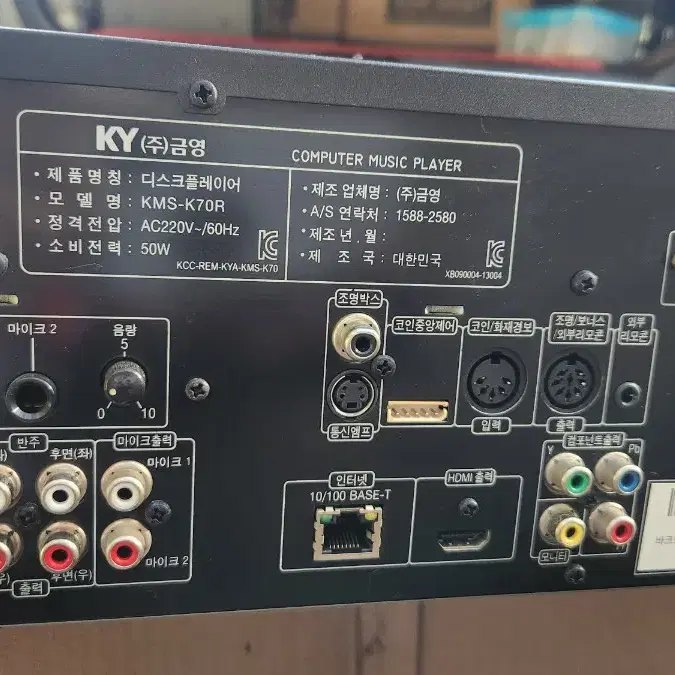 KY (주)금영
COMPUTER MUSIC PLAYER
• 제품명칭 : 디스크플레이어
• 모 델 명 : KMS-K70R
• 정격전압 : AC220V~/60Hz
• 소비전력 : 50W
KCC-REM-KYA-KMS-K70
• 제조업체명 : (주)금영
• A/S 연락처 : 1588-2580
• 제조년월 :
• 제 조 국 : 대한민국
XB090004-13004
조명박스
통신앰프
코인중앙제어
코인/화재경보
입력
조명/보너스
/외부리모콘
출력
외부
리모콘
마이크 2
음량
5
0
10
반주
후면(좌)
후면(우)
출력
마이크출력
마이크 1
마이크 2
인터넷
10/100 BASE-T
HDMI 출력
컴포넌트출력
Y
Pb
모니터